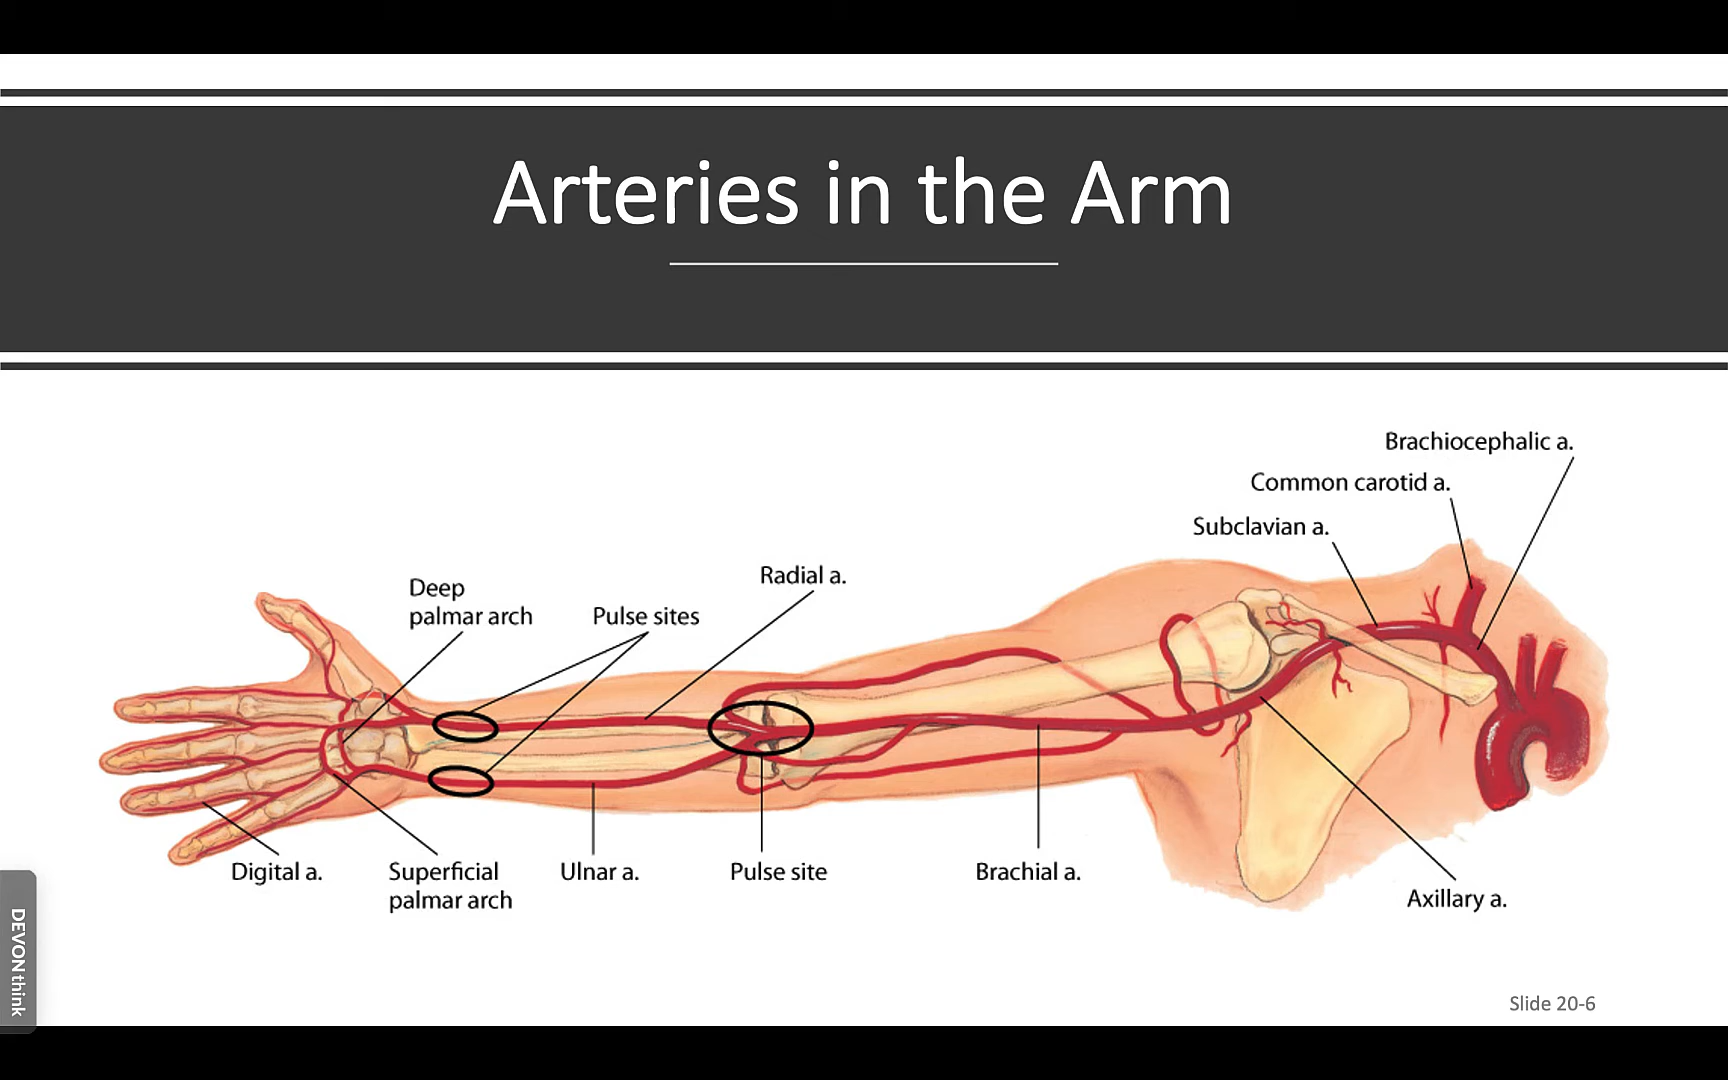 Arteries in the Arm
Brachiocephalic a.
Common carotid a.
Subclavian a.
Radial a.
Deep
palmar arch
Pulse sites
Digital a.
Superficial
palmar arch
Ulnar a.
Pulse site
Brachial a.
Axillary a.
DEVONthink
Slide 20-6